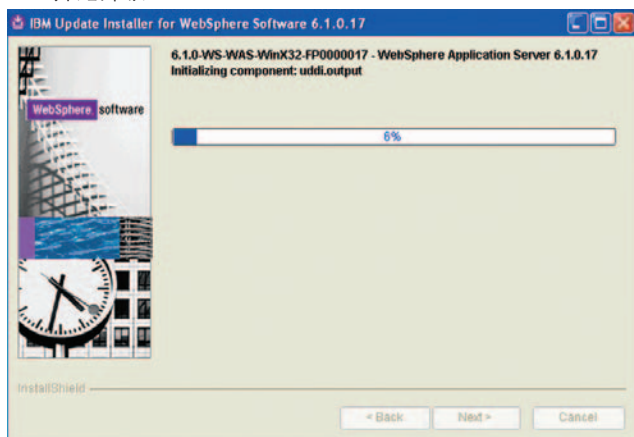 IBM Update Installer for WebSphere Software 6.1.0.17
6.1.0-WS-WAS-WinX32-FP0000017 - WebSphere Application Server 6.1.0.17
Initializing component: uddi.output
WebSphere software
6%
InstallShield
< Back
Next >
Cancel